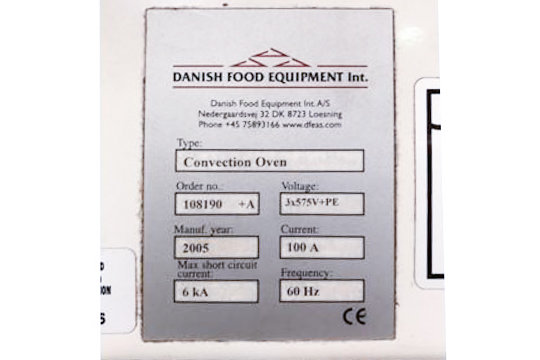 DANISH FOOD EQUIPMENT Int.
Danish Food Equipment Int. A/S
Nedergaardsvej 32 DK 8723 Loesning
Phone +45 75893166 www.dfeas.com
Type:
Convection Oven
Order no.: Voltage:
108190 +A 3x575V+PE
Manuf. year: Current:
2005 100 A
Max short circuit
current: Frequency:
6 kA 60 Hz
CE